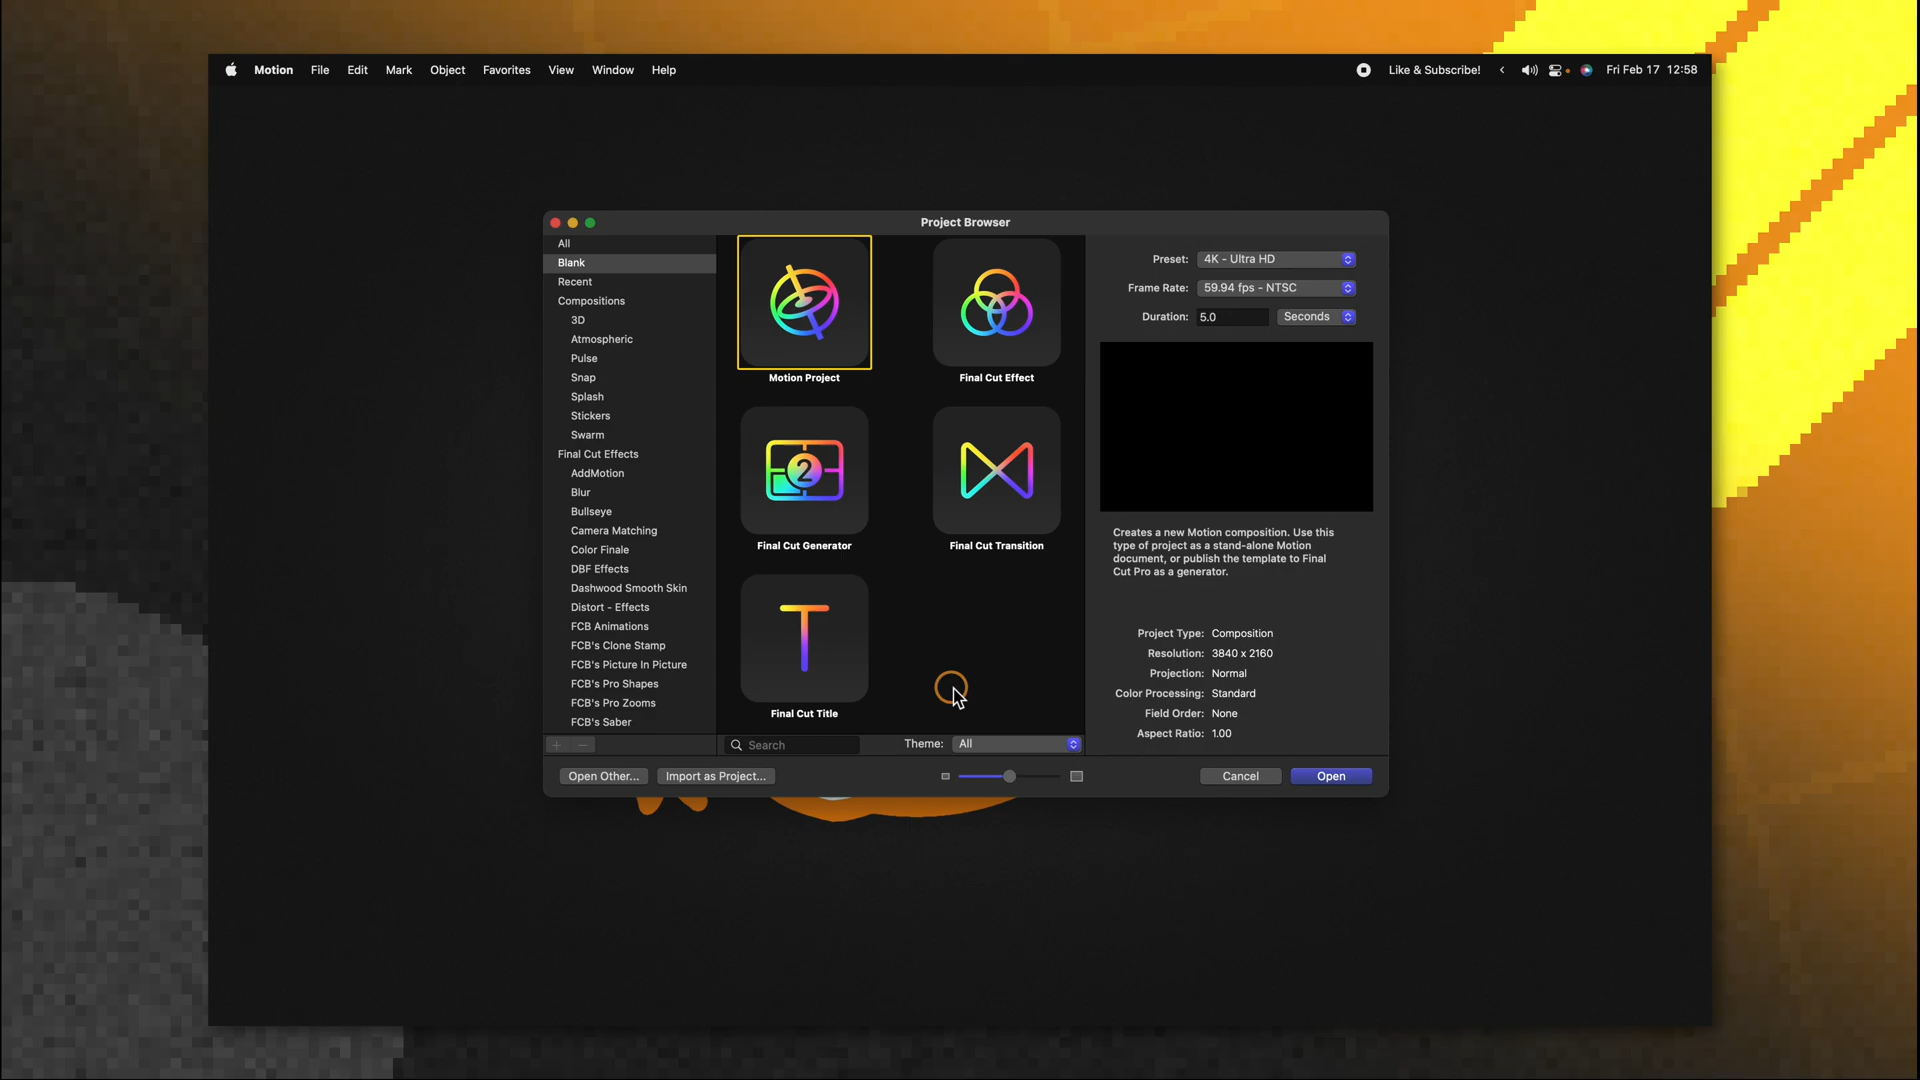 Motion File Edit Mark Object Favorites View Window Help
Like & Subscribe! Fri Feb 17 12:58
Project Browser
All
Blank
Recent
Compositions
3D
Atmospheric
Pulse
Snap
Splash
Stickers
Swarm
Final Cut Effects
AddMotion
Blur
Bullseye
Camera Matching
Color Finale
DBF Effects
Dashwood Smooth Skin
Distort - Effects
FCB Animations
FCB's Clone Stamp
FCB's Picture In Picture
FCB's Pro Shapes
FCB's Pro Zooms
FCB's Saber
Motion Project
Final Cut Effect
2
Final Cut Generator
Final Cut Transition
T
Final Cut Title
Search
Theme: All
Preset: 4K - Ultra HD
Frame Rate: 59.94 fps - NTSC
Duration: 5.0 Seconds
Creates a new Motion composition. Use this
type of project as a stand-alone Motion
document, or publish the template to Final
Cut Pro as a generator.
Project Type: Composition
Resolution: 3840 x 2160
Projection: Normal
Color Processing: Standard
Field Order: None
Aspect Ratio: 1.00
Open Other...
Import as Project...
Cancel
Open